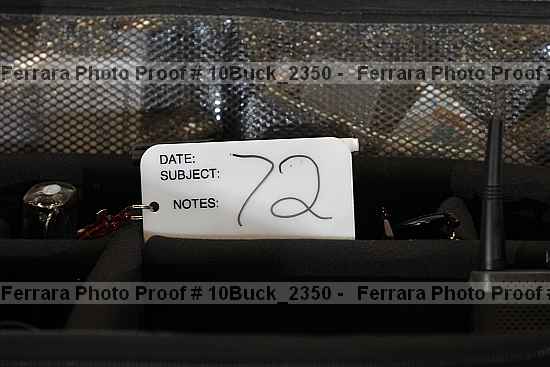 Ferrara Photo Proof # 10Buck_2350 -  Ferrara Photo Proof #
DATE:
SUBJECT:
72
NOTES:
Ferrara Photo Proof # 10Buck_2350 -  Ferrara Photo Proof #